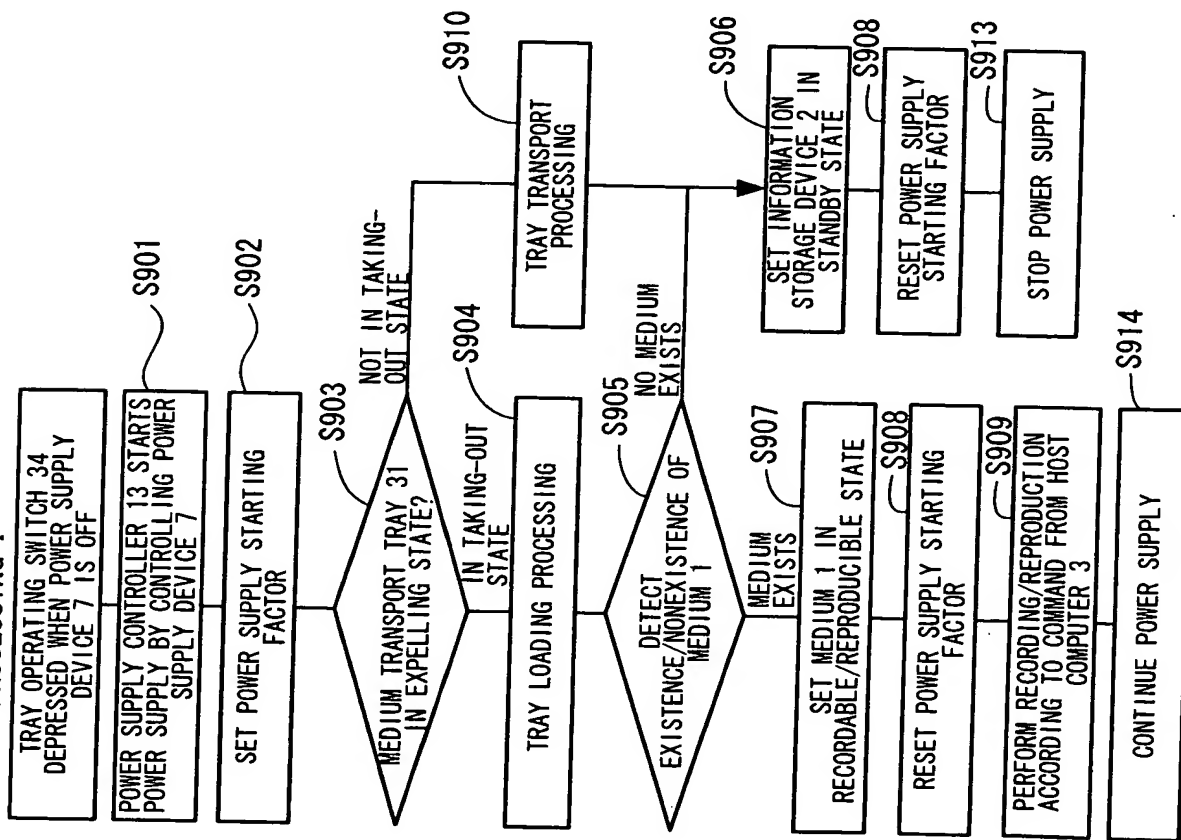 TRAY OPERATING SWITCH 34
DEPRESSED WHEN POWER SUPPLY
DEVICE 7 IS OFF
S901
POWER SUPPLY CONTROLLER 13 STARTS
POWER SUPPLY BY CONTROLLING POWER
SUPPLY DEVICE 7
S902
SET POWER SUPPLY STARTING
FACTOR
S903
MEDIUM TRANSPORT TRAY 31
IN EXPELLING STATE?
NOT IN TAKING-
OUT STATE
IN TAKING-OUT
STATE
S904
TRAY LOADING PROCESSING
S910
TRAY TRANSPORT
PROCESSING
S905
DETECT
EXISTENCE/NONEXISTENCE OF
MEDIUM 1
NO MEDIUM
EXISTS
MEDIUM
EXISTS
S907
SET MEDIUM 1 IN
RECORDABLE/REPRODUCIBLE STATE
S908
RESET POWER SUPPLY STARTING
FACTOR
S909
PERFORM RECORDING/REPRODUCTION
ACCORDING TO COMMAND FROM HOST
COMPUTER 3
S914
CONTINUE POWER SUPPLY
S906
SET INFORMATION
STORAGE DEVICE 2 IN
STANDBY STATE
S908
RESET POWER SUPPLY
STARTING FACTOR
S913
STOP POWER SUPPLY